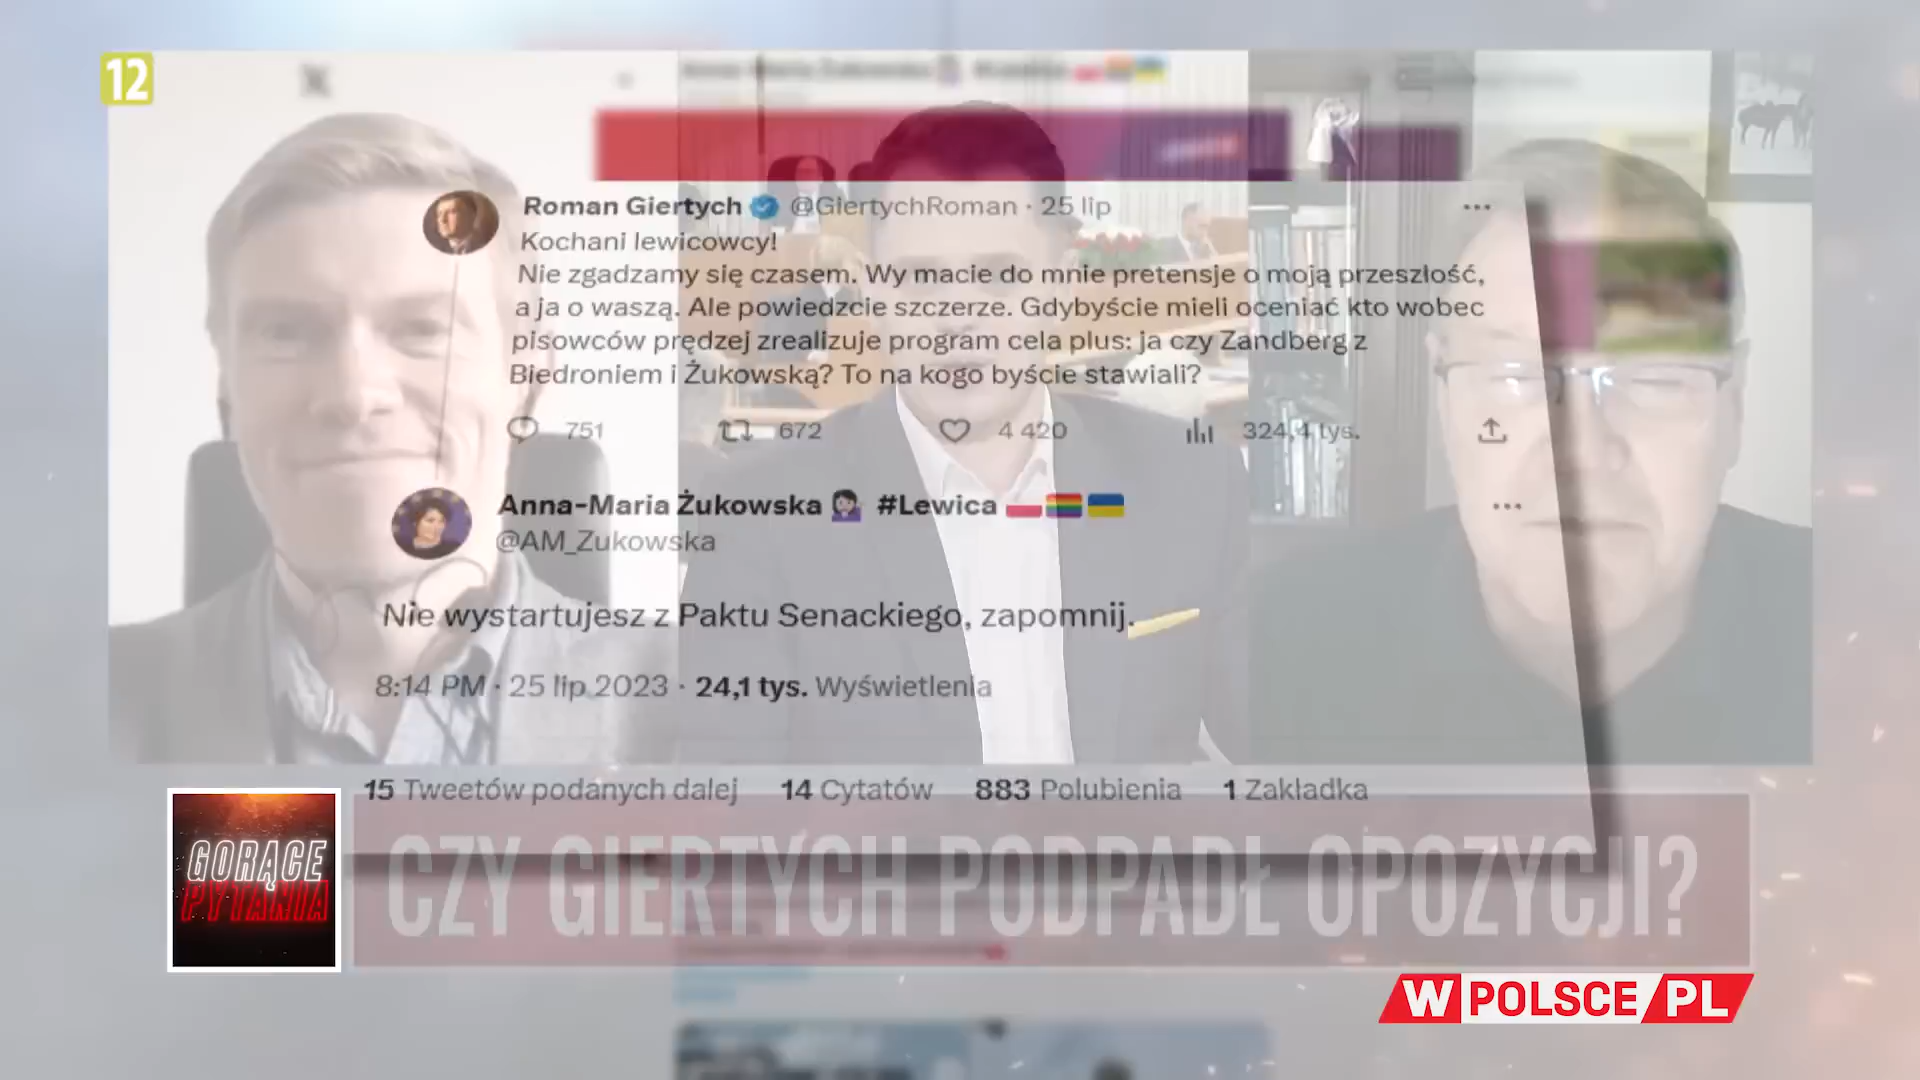 12
Roman Giertych @GiertychRoman · 25 lip
Kochani lewicowcy!
Nie zgadzamy się czasem. Wy macie do mnie pretensje o moją przeszłość,
a ja o waszą. Ale powiedzcie szczerze. Gdybyście mieli oceniać kto wobec
pisowców prędzej zrealizuje program cela plus: ja czy Zandberg z
Biedroniem i Żukowską? To na kogo byście stawiali?
751 672 4 420 324,4 tys.
Anna-Maria Żukowska #Lewica
@AM_Zukowska
Nie wystartujesz z Paktu Senackiego, zapomnij.
8:14 PM · 25 lip 2023 · 24,1 tys. Wyświetlenia
15 Tweetów podanych dalej 14 Cytatów 883 Polubienia 1 Zakładka
GORĄCE
PYTANIA
CZY GIERTYCH PODPADŁ OPOZYCJI?
WPOLSCE/PL